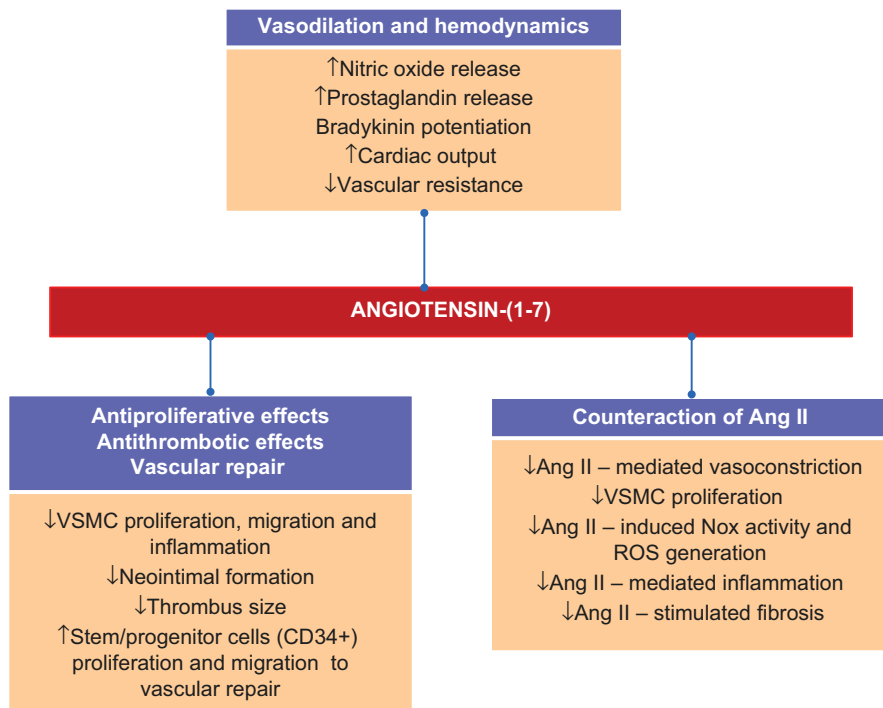 Vasodilation and hemodynamics
↑Nitric oxide release
↑Prostaglandin release
Bradykinin potentiation
↑Cardiac output
↓Vascular resistance
ANGIOTENSIN-(1-7)
Antiproliferative effects
Antithrombotic effects
Vascular repair
↓VSMC proliferation, migration and
inflammation
↓Neointimal formation
↓Thrombus size
↑Stem/progenitor cells (CD34+)
proliferation and migration to
vascular repair
Counteraction of Ang II
↓Ang II – mediated vasoconstriction
↓VSMC proliferation
↓Ang II – induced Nox activity and
ROS generation
↓Ang II – mediated inflammation
↓Ang II – stimulated fibrosis